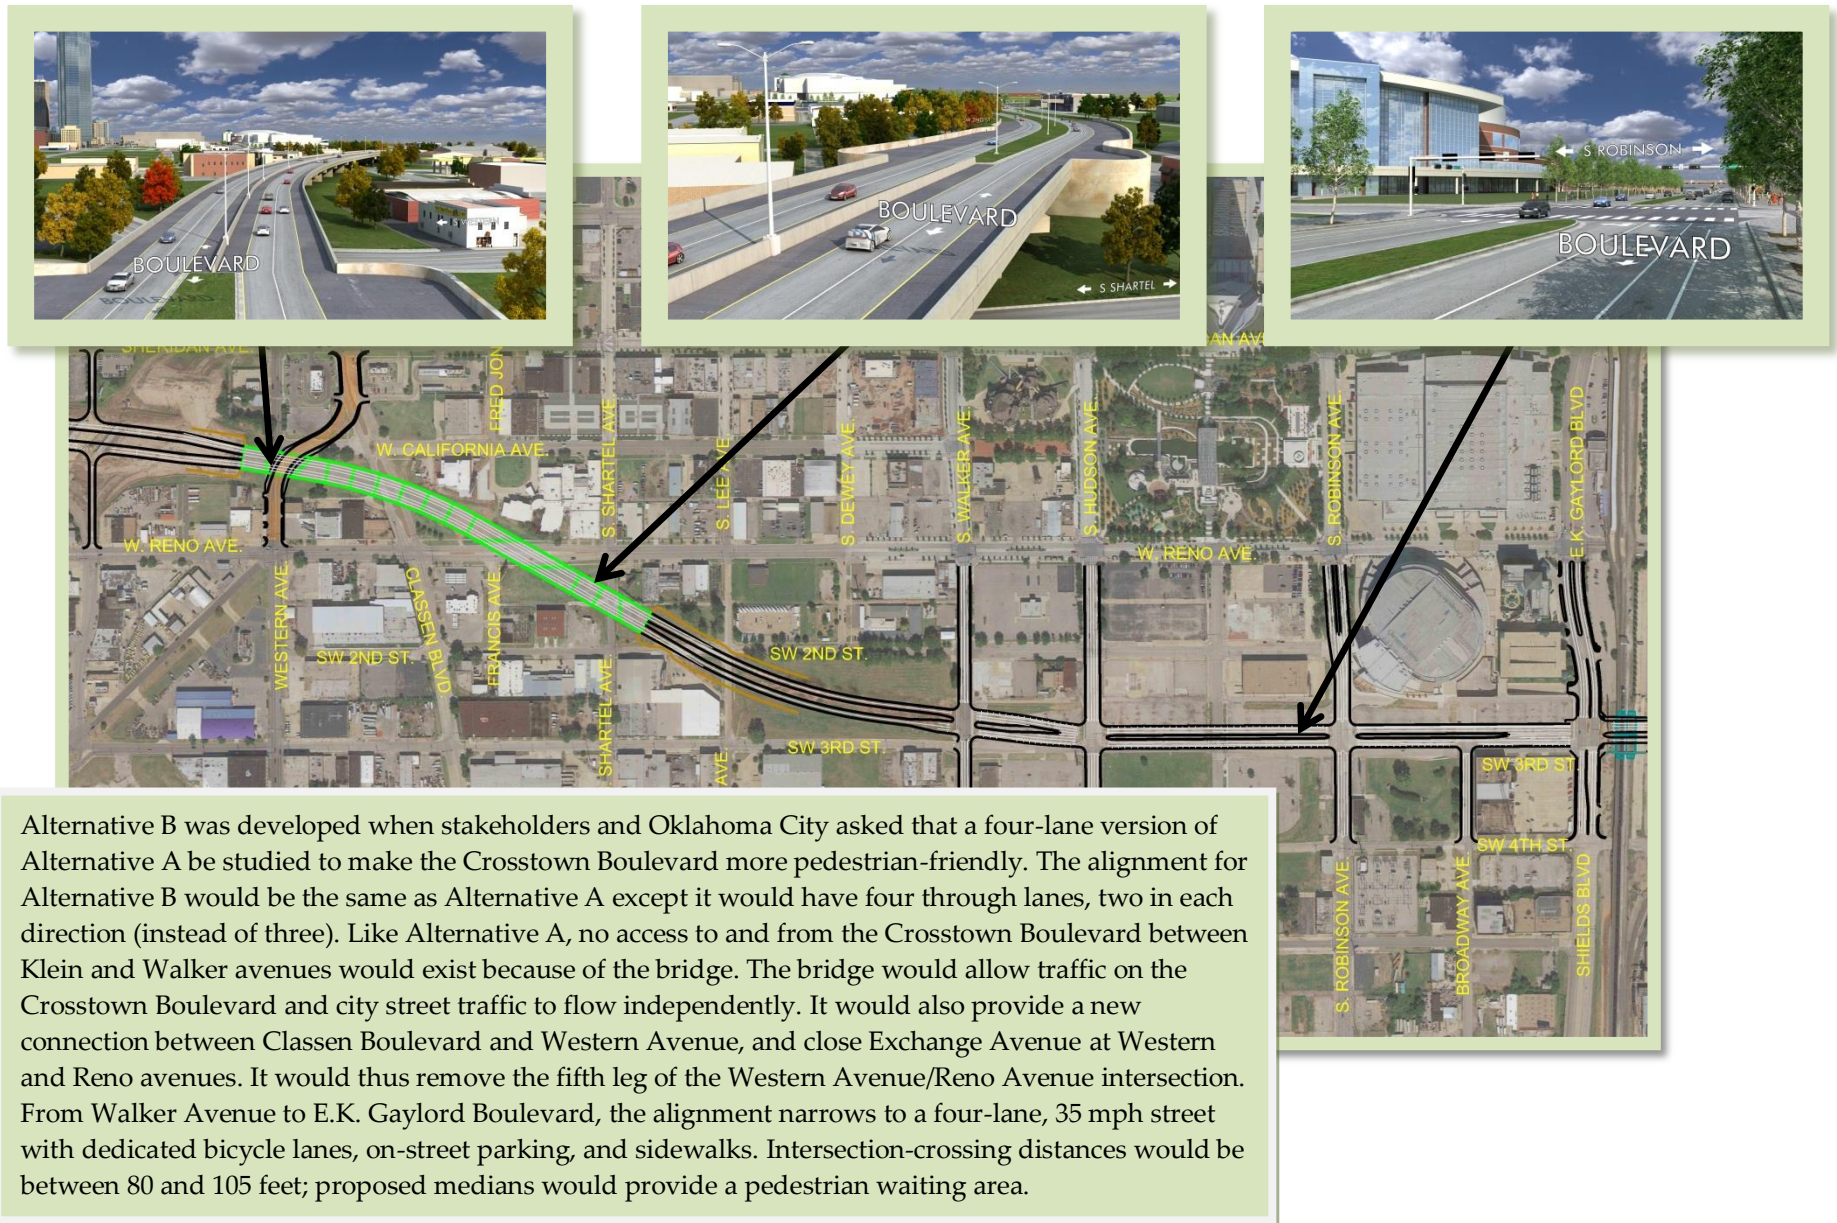 BOULEVARD
BOULEVARD
BOULEVARD
S SHARTEL
S ROBINSON
BOULEVARD
SHERIDAN AVE.
AN AV
FRED JON
W. CALIFORNIA AVE.
S. SHARTEL AVE.
S. LEE AVE.
S. DEWEY AVE.
S. WALKER AVE.
S. HUDSON AVE.
S. ROBINSON AVE.
E.K. GAYLORD BLVD
W. RENO AVE.
W. RENO AVE.
WESTERN AVE.
CLASSEN BLVD
FRANCIS AVE.
SW 2ND ST.
SW 2ND ST.
SHARTEL AVE.
AVE.
SW 3RD ST.
SW 3RD ST.
SW 4TH ST.
S. ROBINSON AVE.
BROADWAY AVE.
SHIELDS BLVD
Alternative B was developed when stakeholders and Oklahoma City asked that a four-lane version of
Alternative A be studied to make the Crosstown Boulevard more pedestrian-friendly. The alignment for
Alternative B would be the same as Alternative A except it would have four through lanes, two in each
direction (instead of three). Like Alternative A, no access to and from the Crosstown Boulevard between
Klein and Walker avenues would exist because of the bridge. The bridge would allow traffic on the
Crosstown Boulevard and city street traffic to flow independently. It would also provide a new
connection between Classen Boulevard and Western Avenue, and close Exchange Avenue at Western
and Reno avenues. It would thus remove the fifth leg of the Western Avenue/Reno Avenue intersection.
From Walker Avenue to E.K. Gaylord Boulevard, the alignment narrows to a four-lane, 35 mph street
with dedicated bicycle lanes, on-street parking, and sidewalks. Intersection-crossing distances would be
between 80 and 105 feet; proposed medians would provide a pedestrian waiting area.